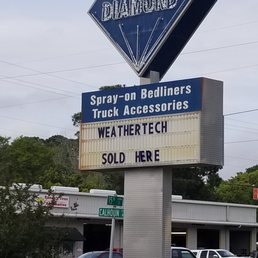 DIAMOND
Spray-on Bedliners
Truck Accessories
WEATHERTECH
SOLD HERE
CALHOUN